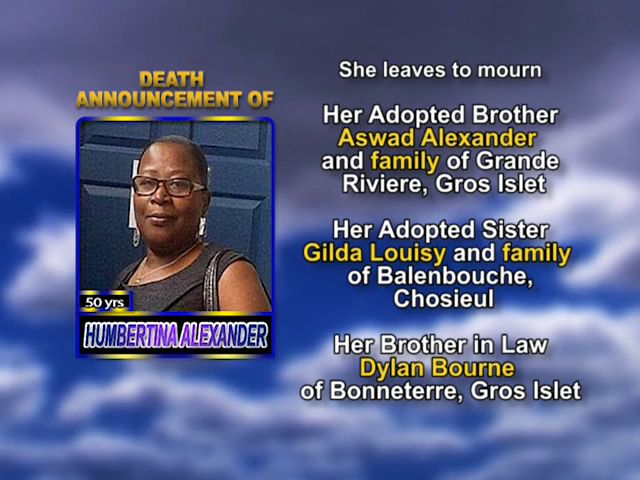 DEATH
ANNOUNCEMENT OF
50 yrs
HUMBERTINA ALEXANDER
She leaves to mourn
Her Adopted Brother
Aswad Alexander
and family of Grande
Riviere, Gros Islet
Her Adopted Sister
Gilda Louisy and family
of Balenbouche,
Chosieul
Her Brother in Law
Dylan Bourne
of Bonneterre, Gros Islet